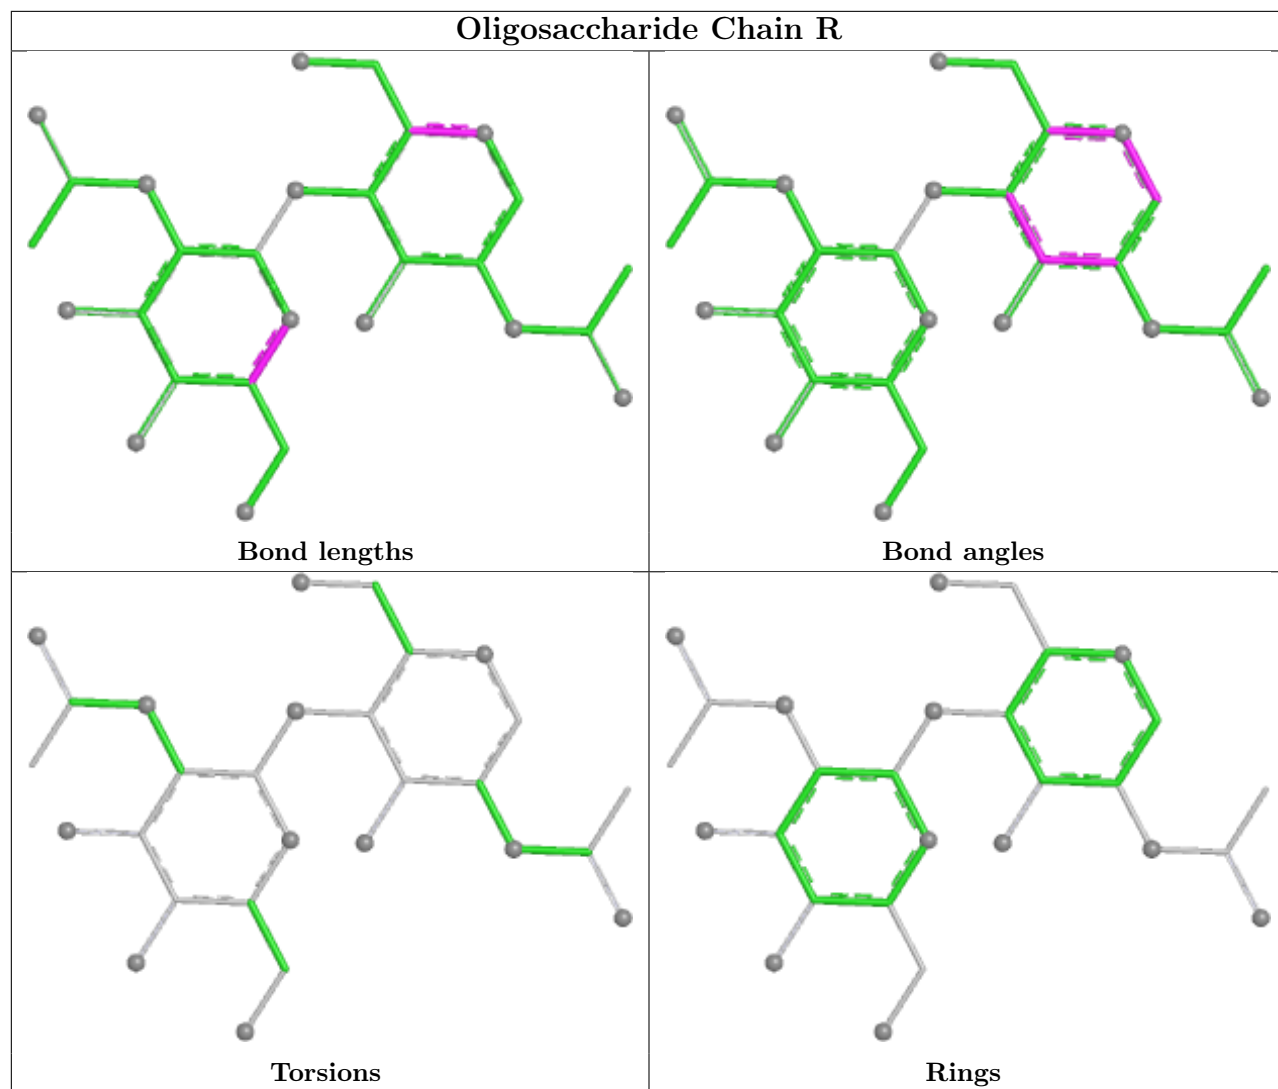 Oligosaccharide Chain R
Bond lengths
Bond angles
Torsions
Rings